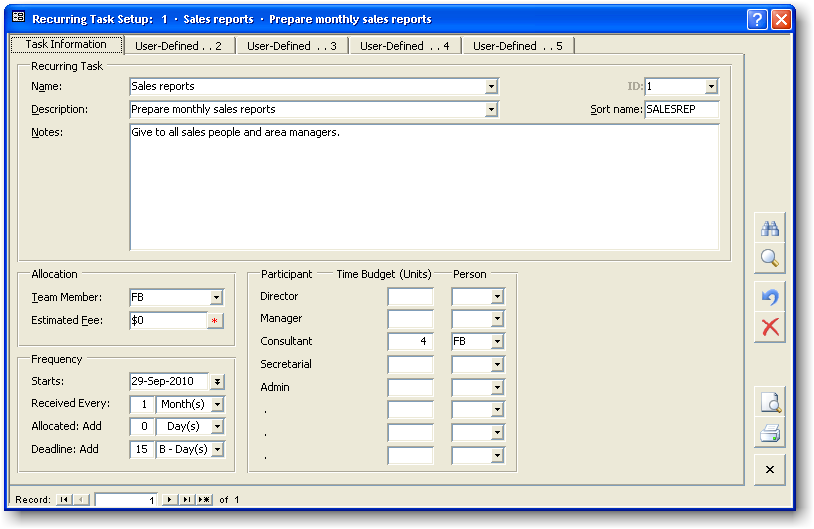 Recurring Task Setup: 1 · Sales reports · Prepare monthly sales reports
Task Information User-Defined . . 2 User-Defined . . 3 User-Defined . . 4 User-Defined . . 5
Recurring Task
Name: Sales reports ID: 1
Description: Prepare monthly sales reports Sort name: SALESREP
Notes: Give to all sales people and area managers.
Allocation
Team Member: FB
Estimated Fee: $0 *
Frequency
Starts: 29-Sep-2010
Received Every: 1 Month(s)
Allocated: Add 0 Day(s)
Deadline: Add 15 B - Day(s)
Participant Time Budget (Units) Person
Director
Manager
Consultant 4 FB
Secretarial
Admin
.
.
.
Record: 1 of 1